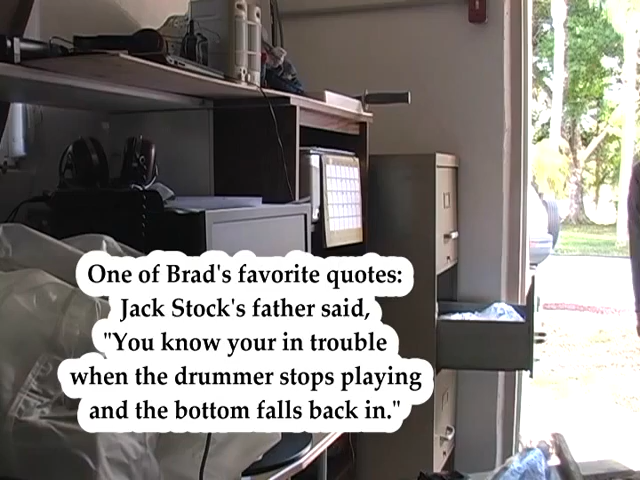 One of Brad's favorite quotes:
Jack Stock's father said,
"You know your in trouble
when the drummer stops playing
and the bottom falls back in."